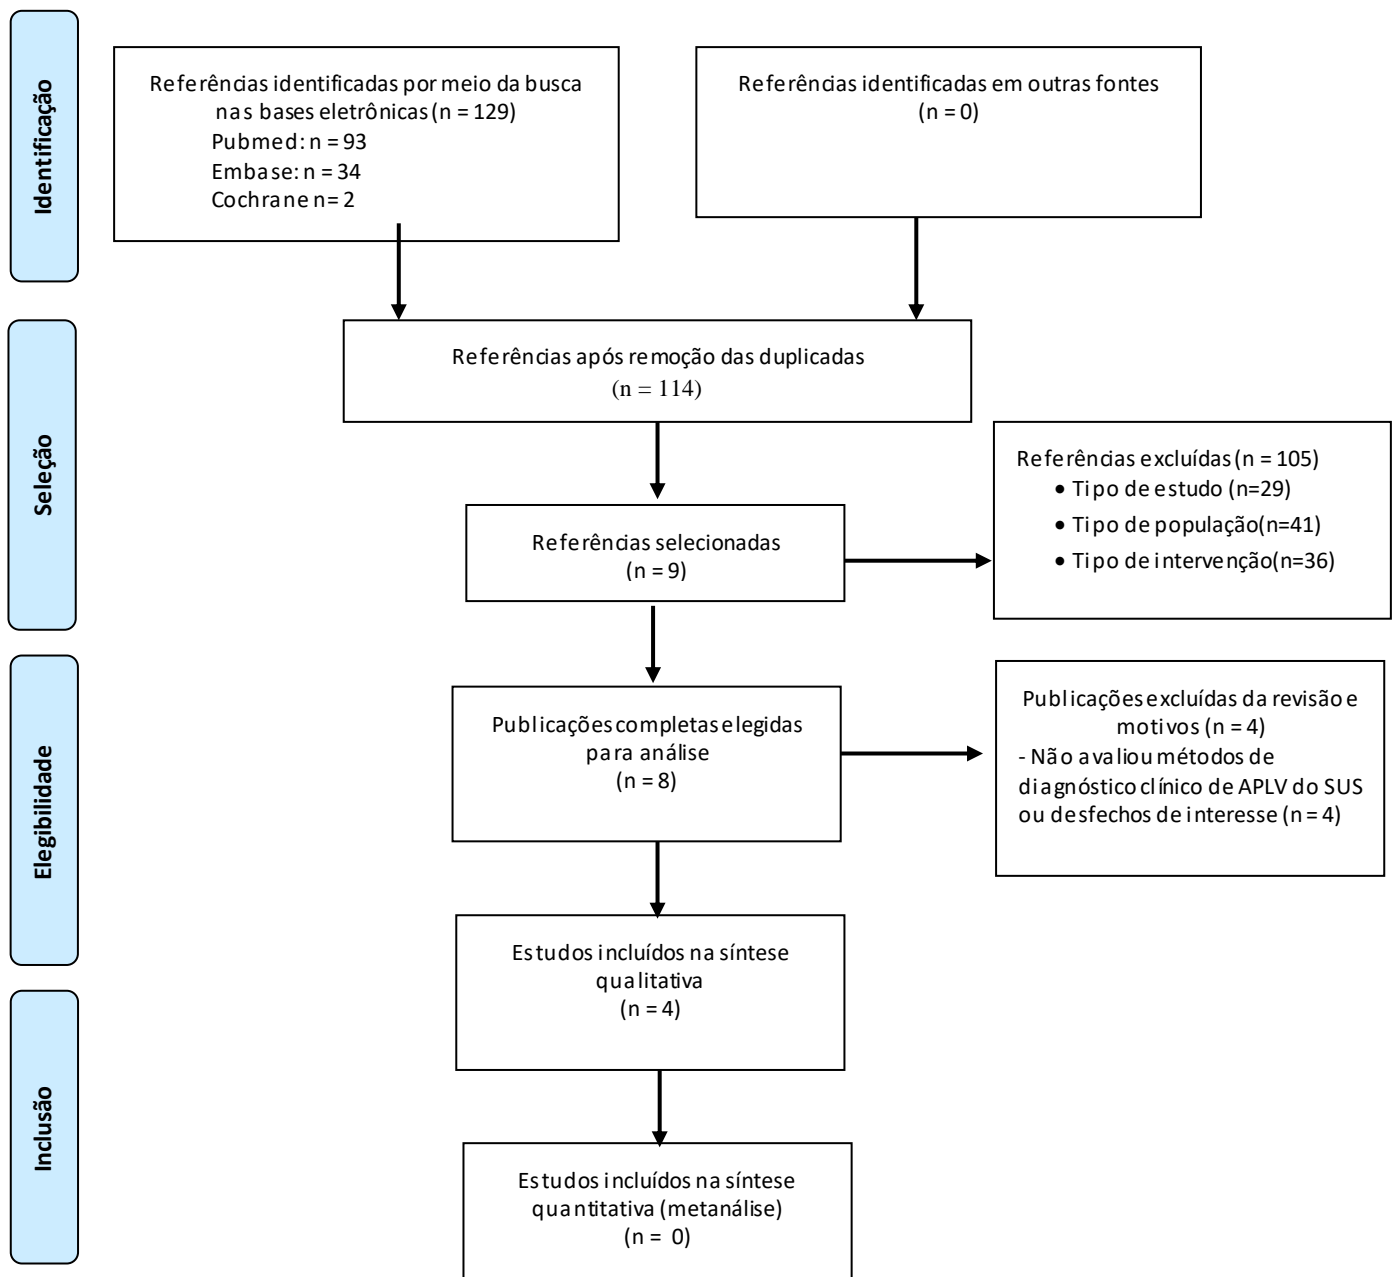 Identificação
Referências identificadas por meio da busca
nas bases eletrônicas (n = 129)
Pubmed: n = 93
Embase: n = 34
Cochrane n= 2
Referências identificadas em outras fontes
(n = 0)
Seleção
Referências após remoção das duplicadas
(n = 114)
Referências selecionadas
(n = 9)
Referências excluídas (n = 105)
• Tipo de estudo (n=29)
• Tipo de população(n=41)
• Tipo de intervenção(n=36)
Elegibilidade
Publicações completas elegidas
para análise
(n = 8)
Publicações excluídas da revisão e
motivos (n = 4)
- Não avaliou métodos de
diagnóstico clínico de APLV do SUS
ou desfechos de interesse (n = 4)
Estudos incluídos na síntese
qualitativa
(n = 4)
Inclusão
Estudos incluídos na síntese
quantitativa (metanálise)
(n = 0)